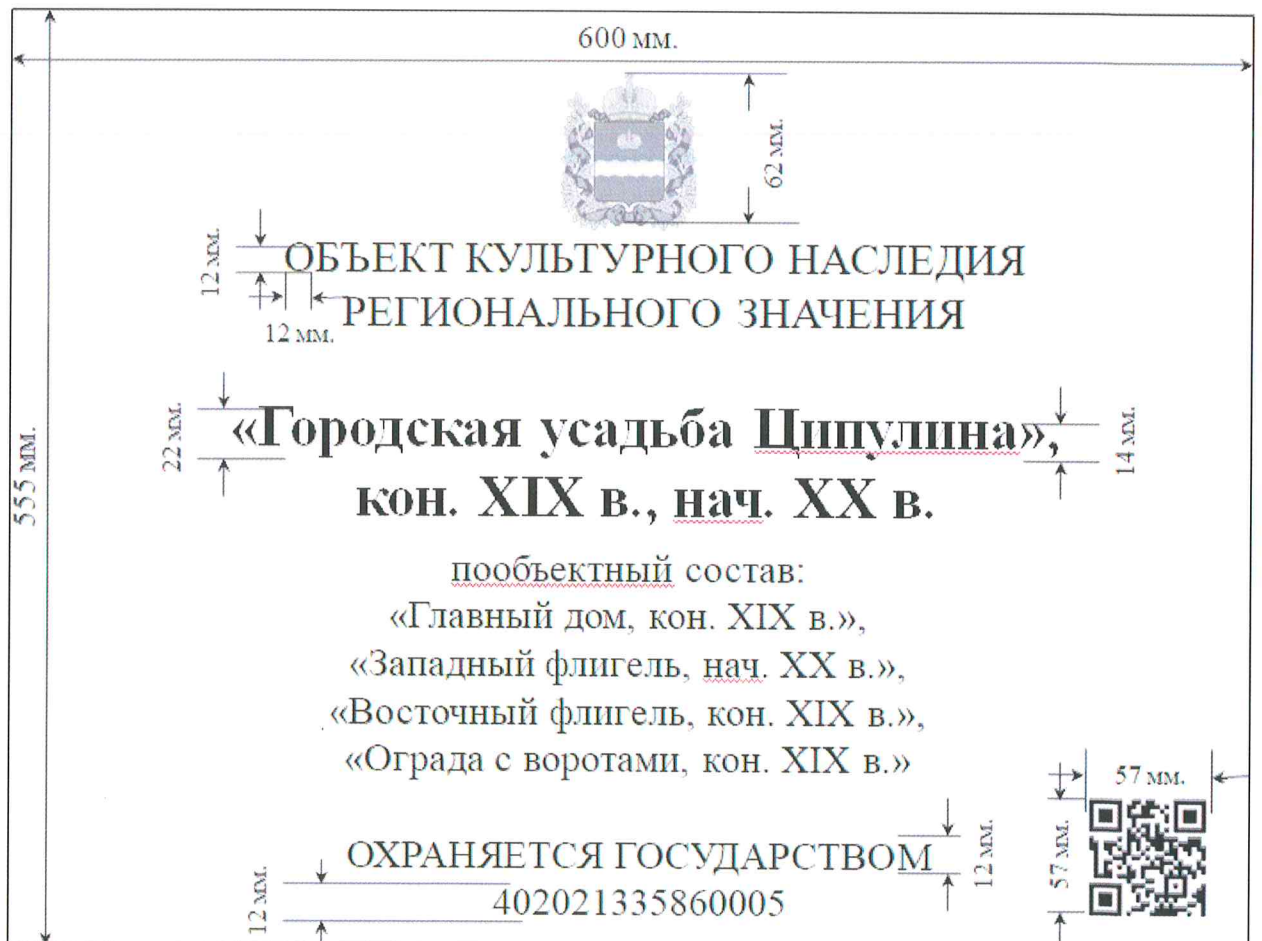 600 мм.
62 мм.
12 мм.
ОБЪЕКТ КУЛЬТУРНОГО НАСЛЕДИЯ
12 мм.
РЕГИОНАЛЬНОГО ЗНАЧЕНИЯ
555 мм.
22 мм.
«Городская усадьба Ципулина»,
14 мм.
кон. XIX в., нач. XX в.
пообъектный состав:
«Главный дом, кон. XIX в.»,
«Западный флигель, нач. XX в.»,
«Восточный флигель, кон. XIX в.»,
«Ограда с воротами, кон. XIX в.»
57 мм.
57 мм.
ОХРАНЯЕТСЯ ГОСУДАРСТВОМ
12 мм.
12 мм.
402021335860005